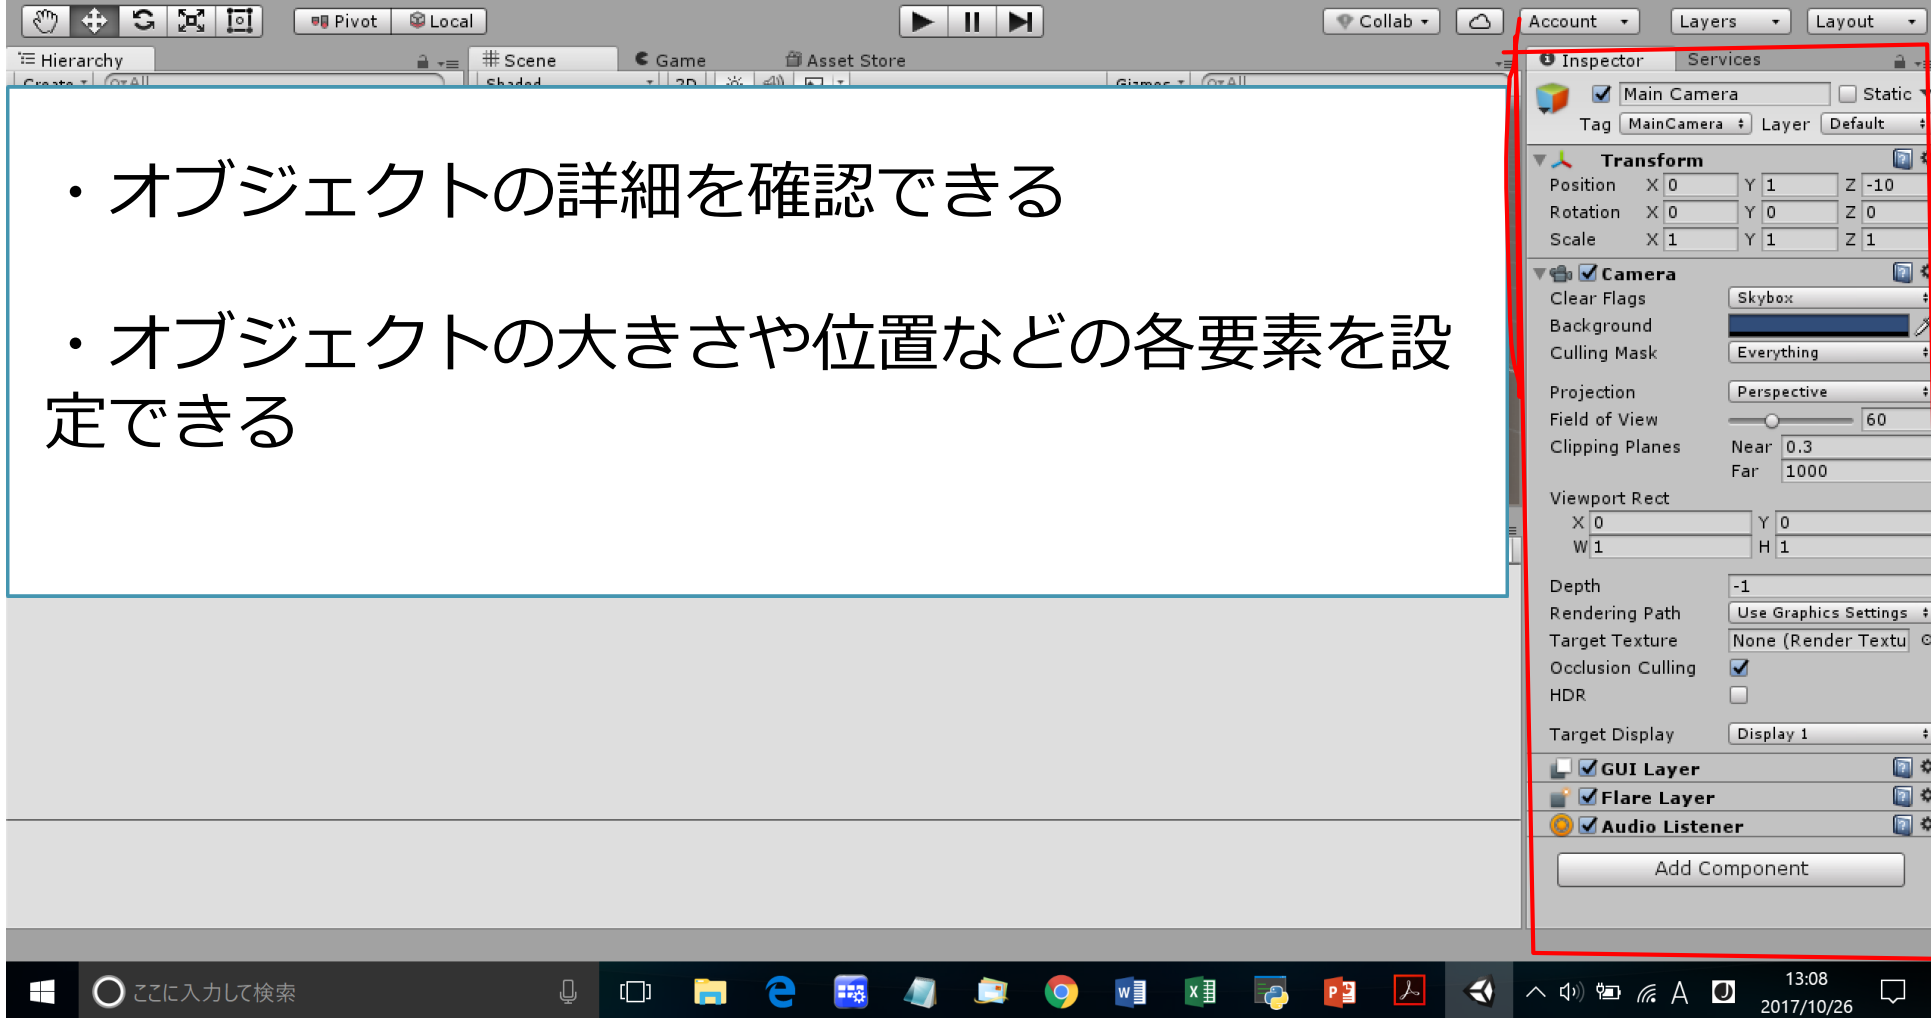 Pivot Local Collab Account Layers Layout
Hierarchy Scene Game Asset Store Inspector Services
Create All Shaded 2D Gizmos All
Main Camera Static
Tag MainCamera Layer Default
・オブジェクトの詳細を確認できる
・オブジェクトの大きさや位置などの各要素を設
定できる
Transform
Position X 0 Y 1 Z -10
Rotation X 0 Y 0 Z 0
Scale X 1 Y 1 Z 1
Camera
Clear Flags Skybox
Background
Culling Mask Everything
Projection Perspective
Field of View 60
Clipping Planes Near 0.3
Far 1000
Viewport Rect
X 0 Y 0
W 1 H 1
Depth -1
Rendering Path Use Graphics Settings
Target Texture None (Render Textu
Occlusion Culling
HDR
Target Display Display 1
GUI Layer
Flare Layer
Audio Listener
Add Component
ここに入力して検索
A
13:08
2017/10/26